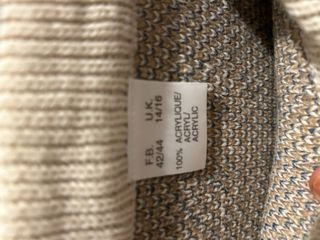 F.B. U.K.
42/44 14/16
100% ACRYLIQUE/
ACRYL/
ACRYLIC